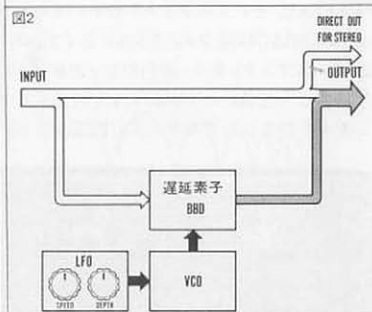 図2
DIRECT OUT
FOR STEREO
INPUT
OUTPUT
遅延素子
BBD
LFO
SPEED
DEPTH
VCO